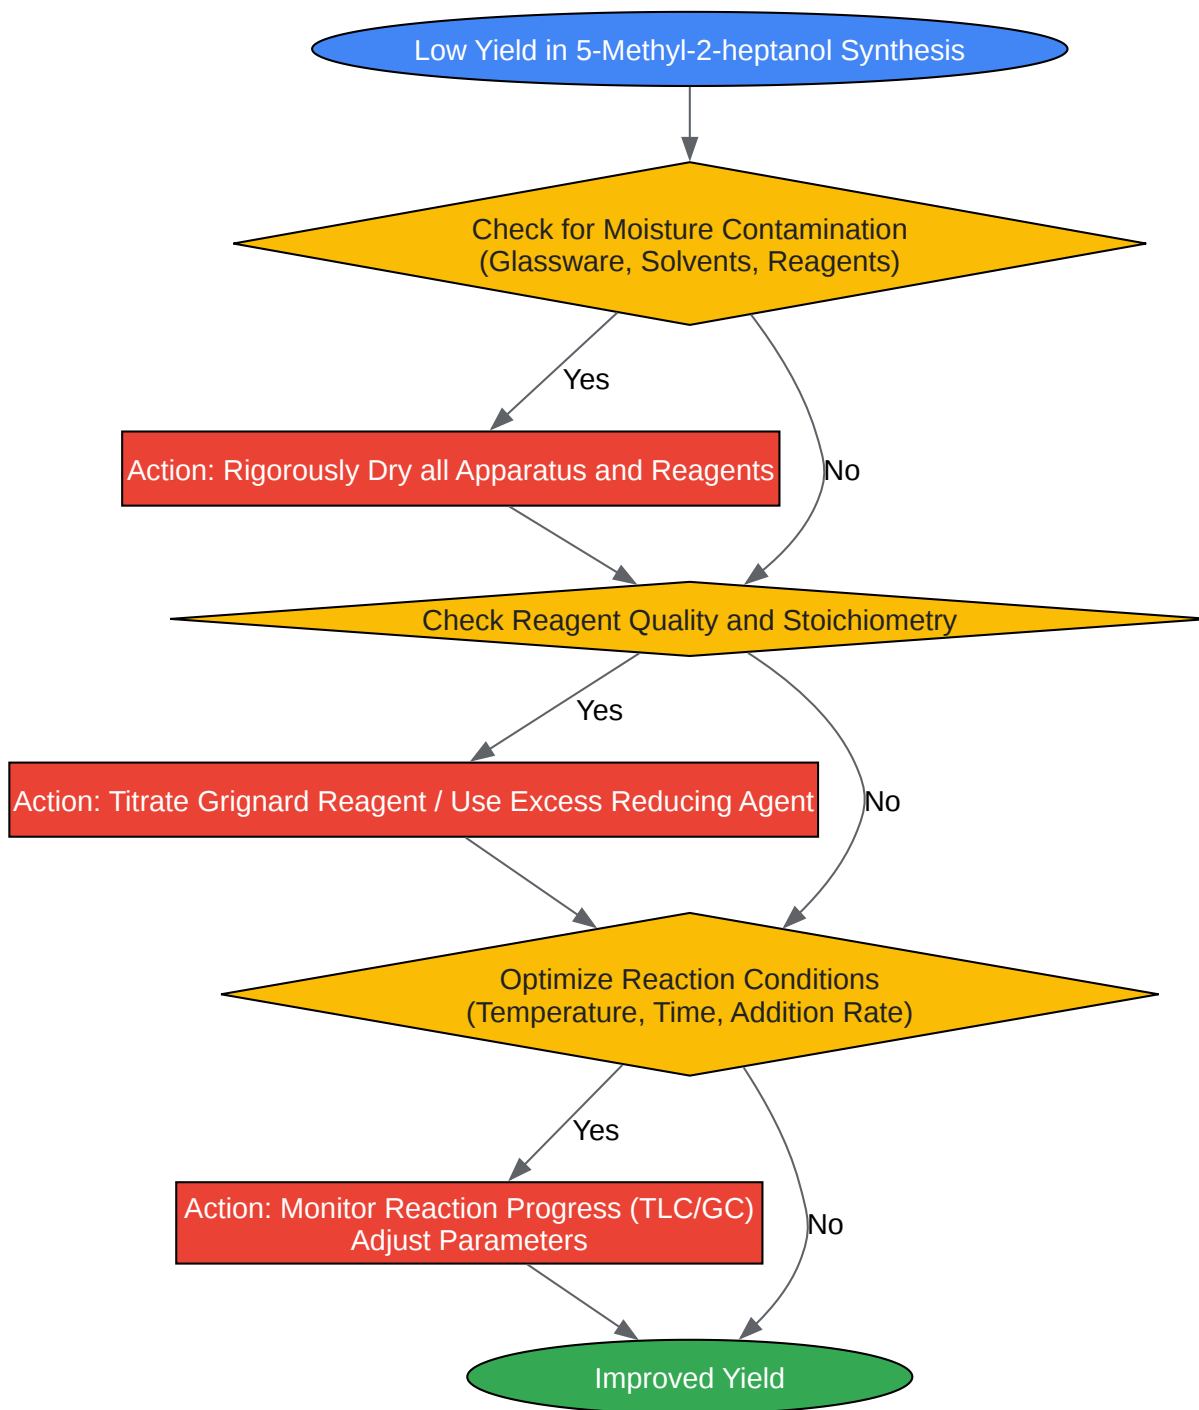 Low Yield in 5-Methyl-2-heptanol Synthesis
Check for Moisture Contamination
(Glassware, Solvents, Reagents)
Yes
Action: Rigorously Dry all Apparatus and Reagents
No
Check Reagent Quality and Stoichiometry
Yes
Action: Titrate Grignard Reagent / Use Excess Reducing Agent
No
Optimize Reaction Conditions
(Temperature, Time, Addition Rate)
Yes
Action: Monitor Reaction Progress (TLC/GC)
Adjust Parameters
No
Improved Yield